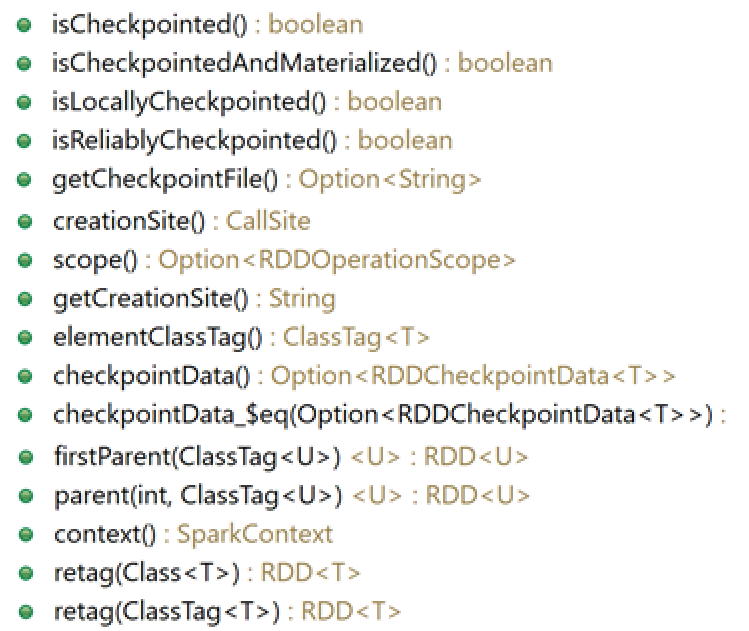 isCheckpointed() : boolean
isCheckpointedAndMaterialized() : boolean
isLocallyCheckpointed() : boolean
isReliablyCheckpointed() : boolean
getCheckpointFile() : Option<String>
creationSite() : CallSite
scope() : Option<RDDOperationScope>
getCreationSite() : String
elementClassTag() : ClassTag<T>
checkpointData() : Option<RDDCheckpointData<T>>
checkpointData_$eq(Option<RDDCheckpointData<T>>) :
firstParent(ClassTag<U>) <U> : RDD<U>
parent(int, ClassTag<U>) <U> : RDD<U>
context() : SparkContext
retag(Class<T>) : RDD<T>
retag(ClassTag<T>) : RDD<T>